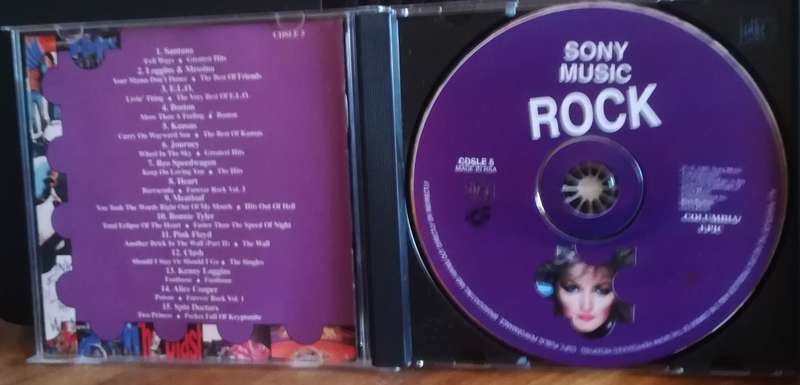 CDSLE 5
1. Santana
Evil Ways ♦ Greatest Hits
2. Loggins & Messina
Your Mama Don't Dance ♦ The Best Of Friends
3. E.L.O.
Livin' Thing ♦ The Very Best Of E.L.O.
4. Boston
More Than A Feeling ♦ Boston
5. Kansas
Carry On Wayward Son ♦ The Best Of Kansas
6. Journey
Wheel In The Sky ♦ Greatest Hits
7. Reo Speedwagon
Keep On Loving You ♦ The Hits
8. Heart
Barracuda ♦ Forever Rock Vol. 3
9. Meatloaf
You Took The Words Right Out Of My Mouth ♦ Hits Out Of Hell
10. Bonnie Tyler
Total Eclipse Of The Heart ♦ Faster Than The Speed Of Night
11. Pink Floyd
Another Brick In The Wall (Part II) ♦ The Wall
12. Clash
Should I Stay Or Should I Go ♦ The Singles
13. Kenny Loggins
Footloose ♦ Footloose
14. Alice Cooper
Poison ♦ Forever Rock Vol. 1
15. Spin Doctors
Two Princes ♦ Pocket Full Of Kryptonite
SONY
MUSIC
ROCK
CDSLE 5
MADE IN RSA
COLUMBIA
EPIC